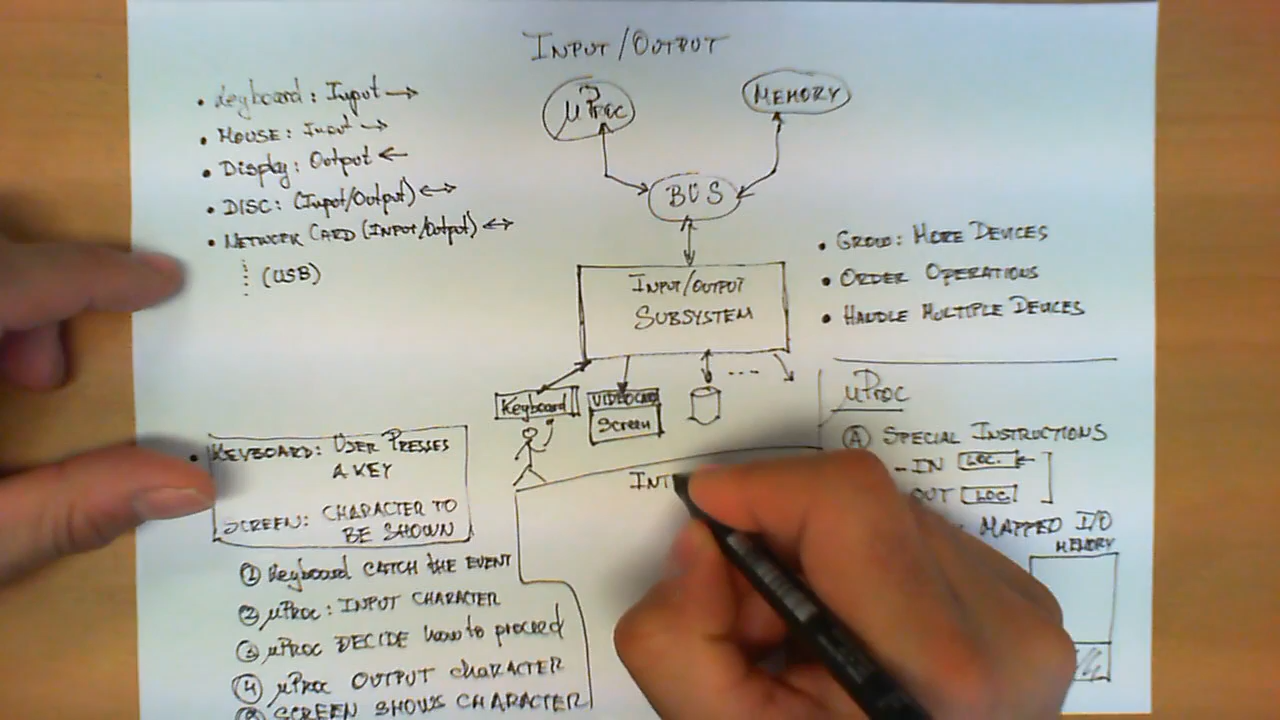 INPUT/OUTPUT
• Keyboard: Input →
• MOUSE: Input →
• Display: Output ←
• DISC: (Input/Output) ↔
• NETWORK CARD (INPUT/Output) ↔
(USB)
μProc
MEMORY
BUS
INPUT/OUTPUT
SUBSYSTEM
Keyboard
VIDEOCARD
Screen
...
• GROW: MORE DEVICES
• ORDER OPERATIONS
• HANDLE MULTIPLE DEVICES
• KEYBOARD: USER PRESSES
A KEY
SCREEN: CHARACTER TO
BE SHOWN
① Keyboard CATCH the EVENT
② μPROC: INPUT CHARACTER
③ μPROC DECIDE how to proceed
④ μPROC OUTPUT CHARACTER
SCREEN SHOWS CHARACTER
INT
μProc
Ⓐ SPECIAL INSTRUCTIONS
- IN LOC.
OUT LOC
MAPPED I/O
MEMORY